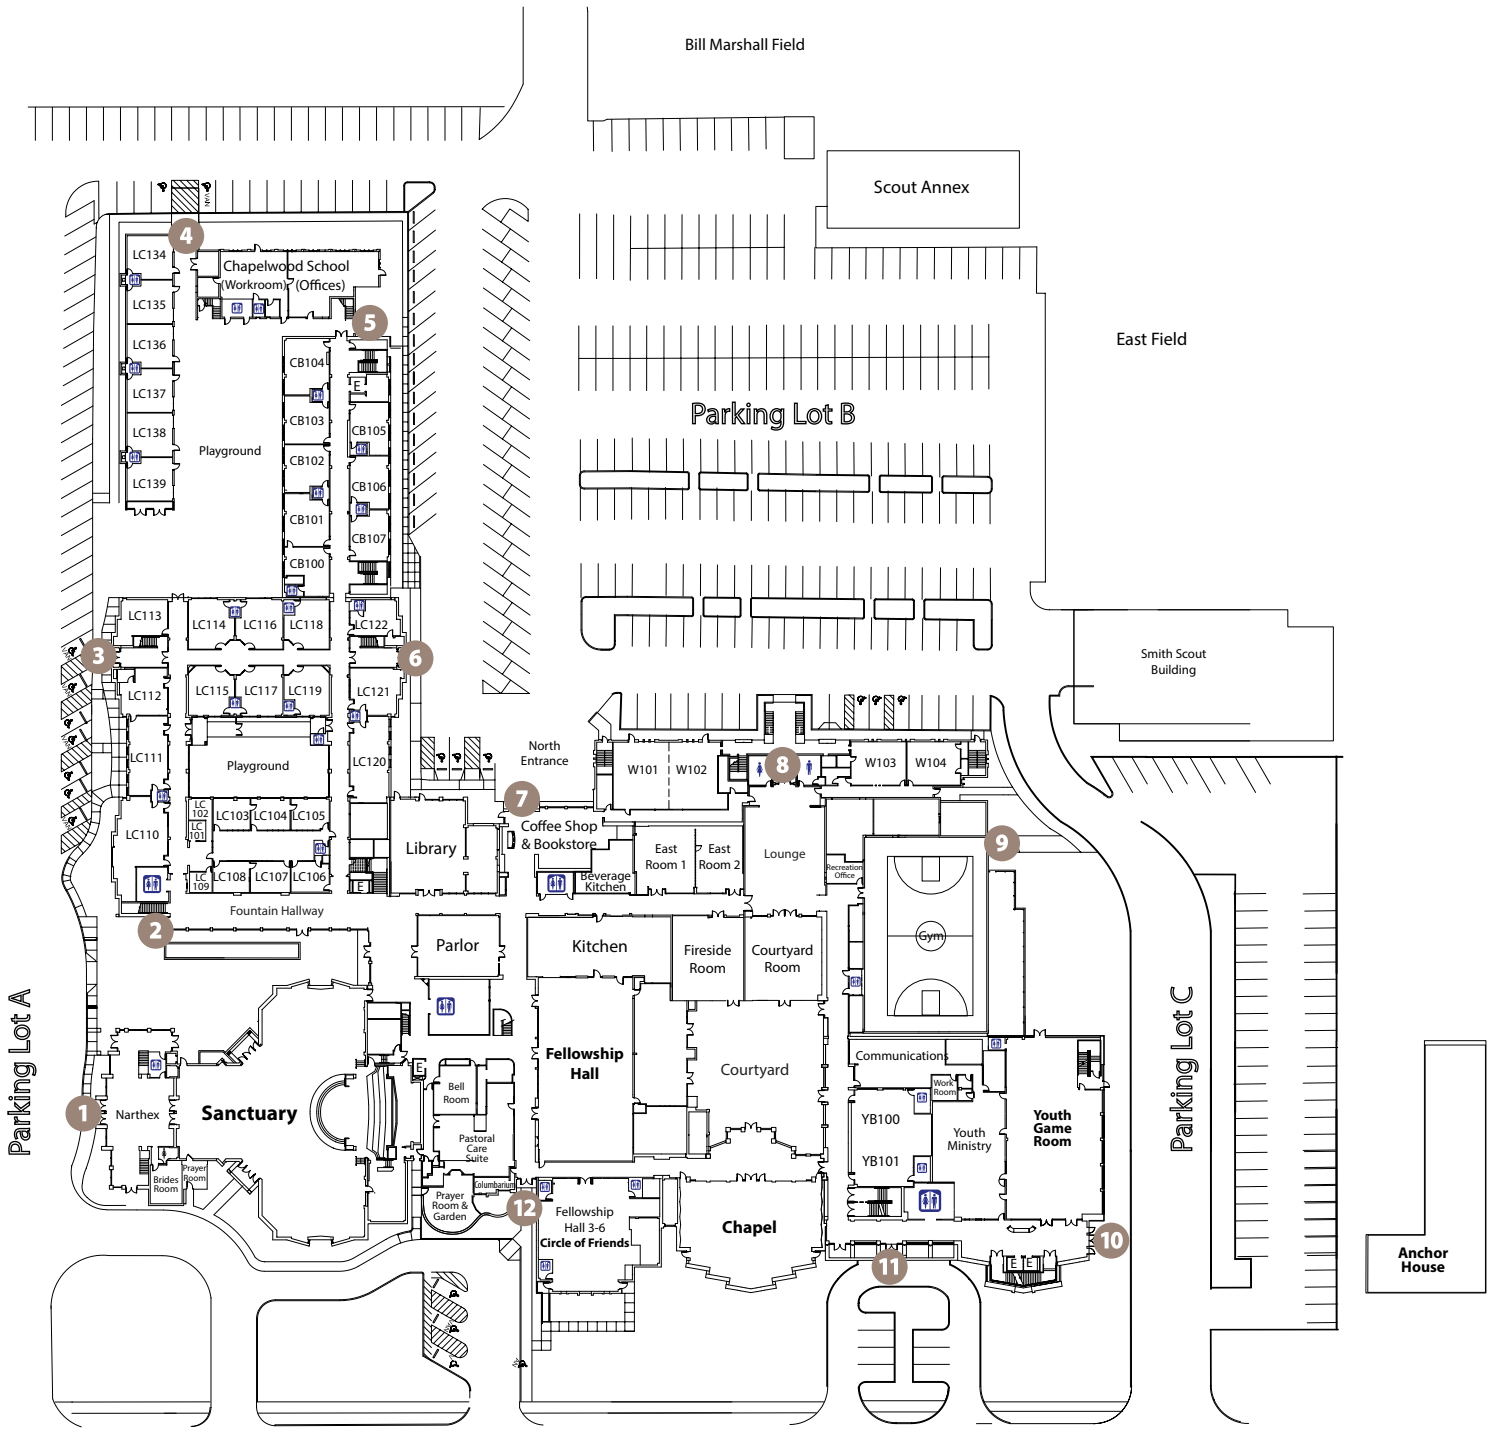 Bill Marshall Field
Scout Annex
VAN
4
LC134
Chapelwood School
(Workroom)
(Offices)
LC135
5
East Field
LC136
CB104
E
LC137
Parking Lot B
CB103
CB105
LC138
Playground
CB102
LC139
CB106
CB101
CB107
CB100
LC113
LC114
LC116
LC118
LC122
3
6
VAN
Smith Scout
Building
LC112
LC115
LC117
LC119
LC121
VAN
VAN
North
Entrance
LC111
Playground
LC120
W101
W102
8
W103
W104
7
LC
102
LC103
LC104
LC105
LC
101
LC110
Coffee Shop
& Bookstore
9
Library
East
Room 1
East
Room 2
Lounge
Recreation
Office
Beverage
Kitchen
LC
109
LC108
LC107
LC106
E
Fountain Hallway
2
Parlor
Kitchen
Fireside
Room
Courtyard
Room
Gym
Parking Lot A
Parking Lot C
Fellowship
Hall
Communications
E
Courtyard
Bell
Room
Work
Room
1
Narthex
Sanctuary
YB100
Youth
Game
Room
Youth
Ministry
Pastoral
Care
Suite
YB101
Prayer
Room
Brides
Room
Columbarium
Prayer
Room &
Garden
12
Fellowship
Hall 3-6
Circle of Friends
Chapel
10
11
E
E
Anchor
House